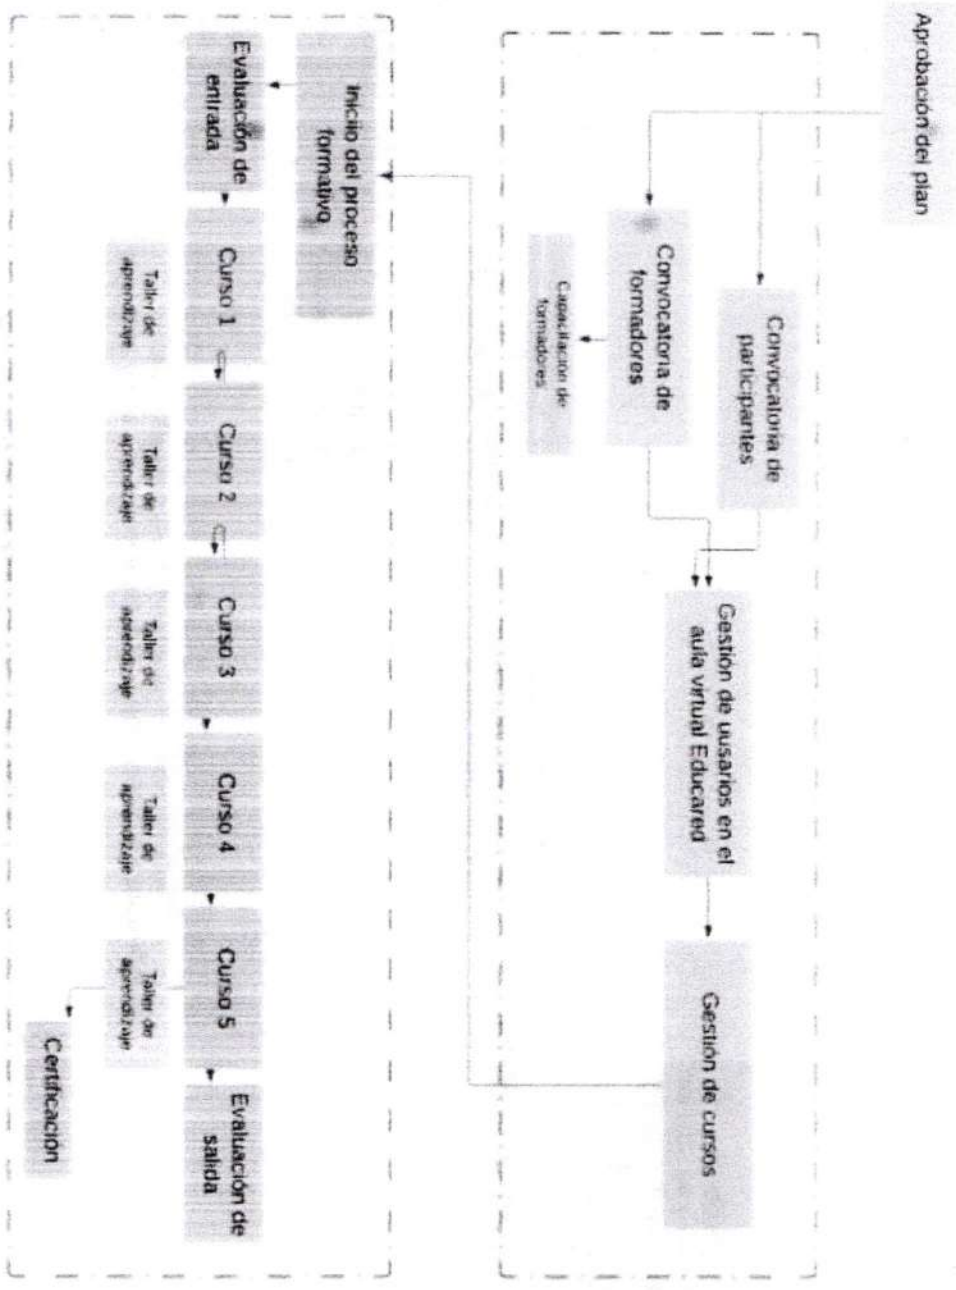 Aprobación del plan
Convocatoria de
participantes
Convocatoria de
formadores
Capacitación de
formadores
Gestión de uusarios en el
aula virtual Educared
Gestión de cursos
Inicio del proceso
formativo
Evaluación de
entrada
Curso 1
Curso 2
Curso 3
Curso 4
Curso 5
Evaluación de
salida
Taller de
aprendizaje
Taller de
aprendizaje
Taller de
aprendizaje
Taller de
aprendizaje
Taller de
aprendizaje
Certificación